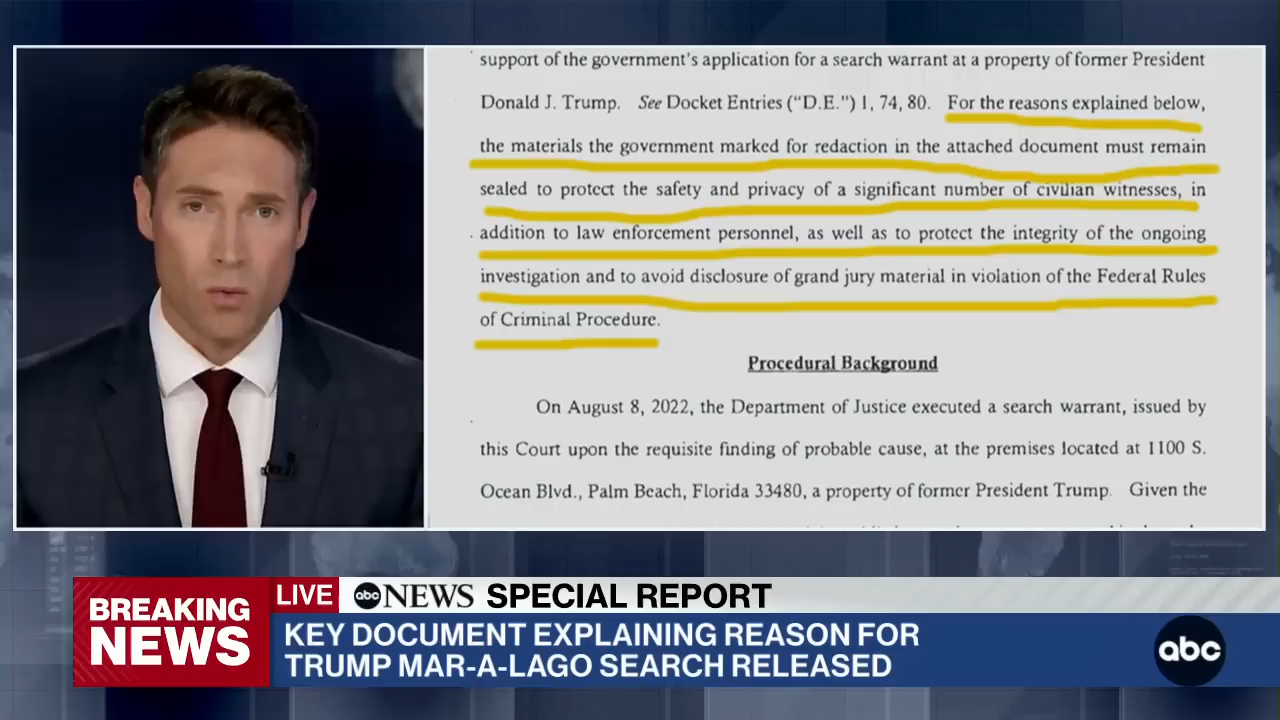 support of the government's application for a search warrant at a property of former President
Donald J. Trump. See Docket Entries ("D.E.") 1, 74, 80. For the reasons explained below,
the materials the government marked for redaction in the attached document must remain
sealed to protect the safety and privacy of a significant number of civilian witnesses, in
addition to law enforcement personnel, as well as to protect the integrity of the ongoing
investigation and to avoid disclosure of grand jury material in violation of the Federal Rules
of Criminal Procedure.
Procedural Background
On August 8, 2022, the Department of Justice executed a search warrant, issued by
this Court upon the requisite finding of probable cause, at the premises located at 1100 S.
Ocean Blvd., Palm Beach, Florida 33480, a property of former President Trump. Given the
BREAKING
NEWS
LIVE
abc NEWS SPECIAL REPORT
KEY DOCUMENT EXPLAINING REASON FOR
TRUMP MAR-A-LAGO SEARCH RELEASED
abc